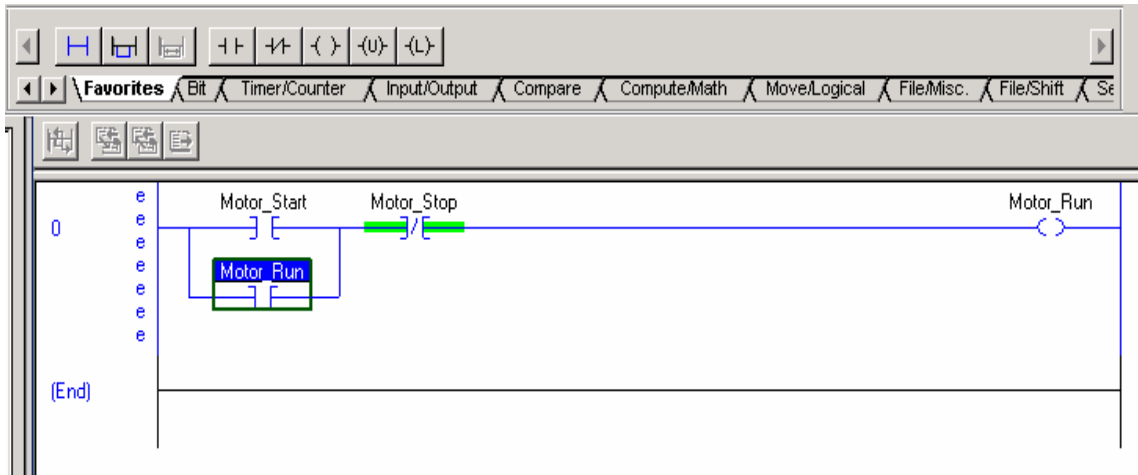 (U) (L)
Favorites Bit Timer/Counter Input/Output Compare Compute/Math Move/Logical File/Misc. File/Shift Se
e
Motor_Start Motor_Stop Motor_Run
0
e
e
e
Motor_Run
e
e
e
(End)